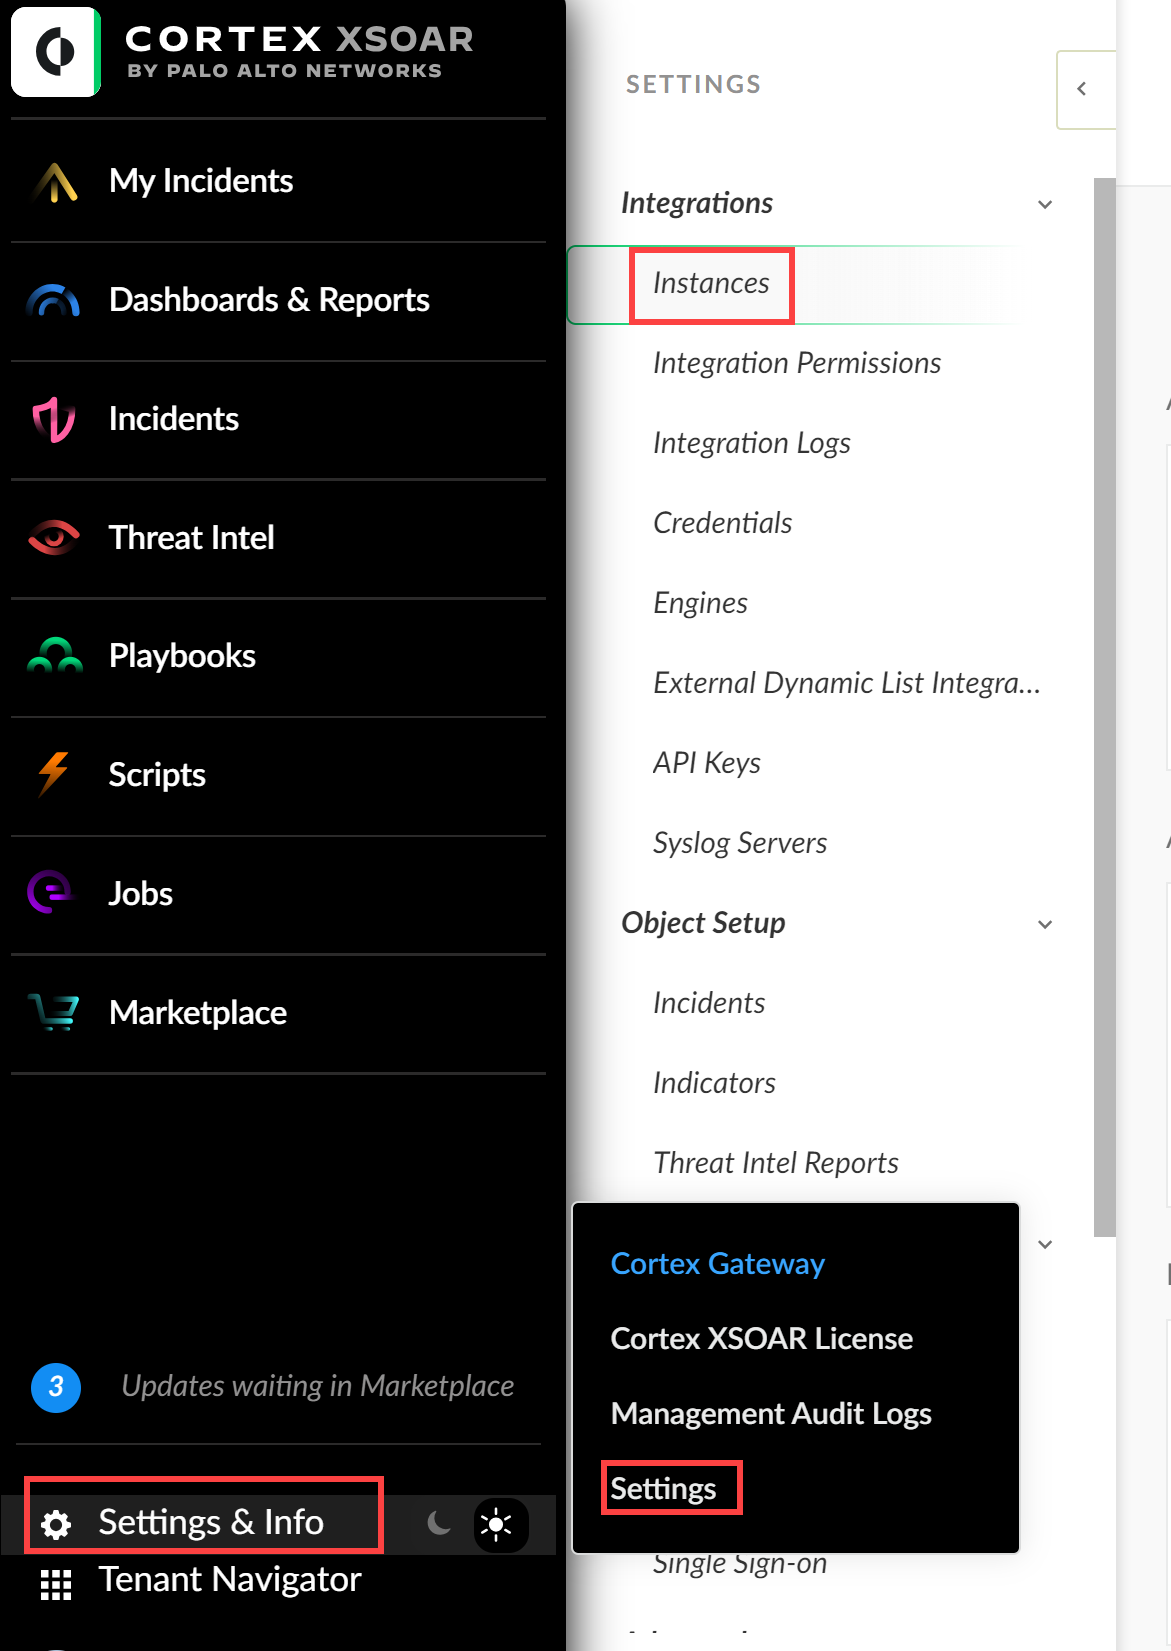 CORTEX XSOAR
BY PALO ALTO NETWORKS
My Incidents
Dashboards & Reports
Incidents
Threat Intel
Playbooks
Scripts
Jobs
Marketplace
3 Updates waiting in Marketplace
Settings & Info
Tenant Navigator
SETTINGS
Integrations
Instances
Integration Permissions
Integration Logs
Credentials
Engines
External Dynamic List Integra...
API Keys
Syslog Servers
Object Setup
Incidents
Indicators
Threat Intel Reports
Cortex Gateway
Cortex XSOAR License
Management Audit Logs
Settings
Single Sign-on